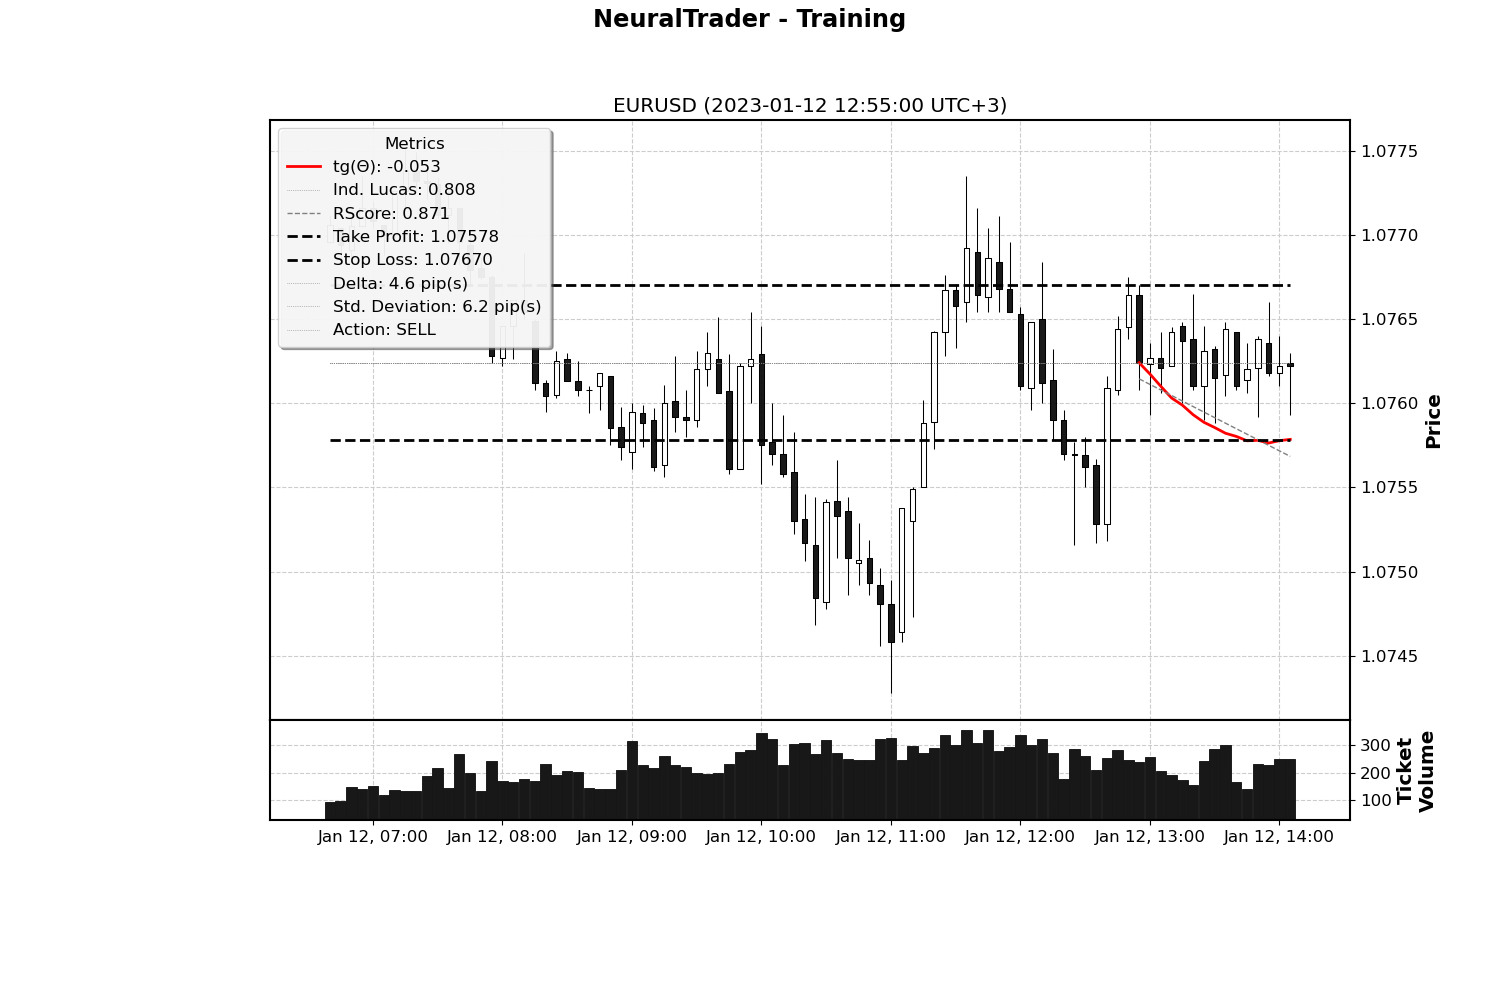 NeuralTrader - Training
EURUSD (2023-01-12 12:55:00 UTC+3)
Metrics
tg(Θ): -0.053
Ind. Lucas: 0.808
RScore: 0.871
Take Profit: 1.07578
Stop Loss: 1.07670
Delta: 4.6 pip(s)
Std. Deviation: 6.2 pip(s)
Action: SELL
1.0775
1.0770
1.0765
1.0760
1.0755
1.0750
1.0745
Price
300
200
100
Ticket
Volume
Jan 12, 07:00
Jan 12, 08:00
Jan 12, 09:00
Jan 12, 10:00
Jan 12, 11:00
Jan 12, 12:00
Jan 12, 13:00
Jan 12, 14:00